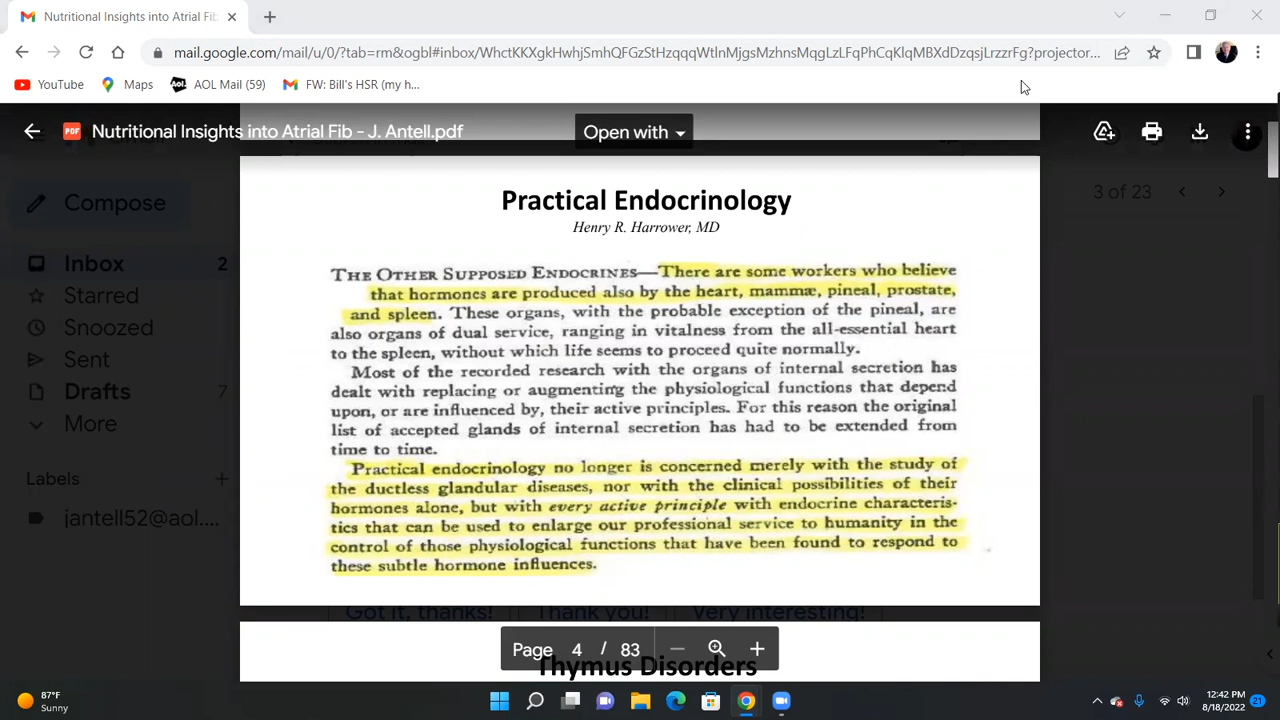 Nutritional Insights into Atrial Fib
mail.google.com/mail/u/0/?tab=rm&ogbl#inbox/WhctKKXgkHwhjSmhQFGzStHzqqqWtlnMjgsMzhnsMqgLzLFqPhCqKlqMBXdDzqsjLrzzrFg?projector...
YouTube Maps AOL Mail (59) FW: Bill's HSR (my h...
PDF Nutritional Insights into Atrial Fib - J. Antell.pdf Open with
Compose
3 of 23
Inbox 2
Starred
Snoozed
Sent
Drafts 7
More
Labels
jantell52@aol....
Practical Endocrinology
Henry R. Harrower, MD
THE OTHER SUPPOSED ENDOCRINES—There are some workers who believe
that hormones are produced also by the heart, mammæ, pineal, prostate,
and spleen. These organs, with the probable exception of the pineal, are
also organs of dual service, ranging in vitalness from the all-essential heart
to the spleen, without which life seems to proceed quite normally.
Most of the recorded research with the organs of internal secretion has
dealt with replacing or augmenting the physiological functions that depend
upon, or are influenced by, their active principles. For this reason the original
list of accepted glands of internal secretion has had to be extended from
time to time.
Practical endocrinology no longer is concerned merely with the study of
the ductless glandular diseases, nor with the clinical possibilities of their
hormones alone, but with every active principle with endocrine characteris-
tics that can be used to enlarge our professional service to humanity in the
control of those physiological functions that have been found to respond to
these subtle hormone influences.
Got it, thanks! Thank you! Very interesting!
Page 4 / 83
Thymus Disorders
87°F
Sunny
12:42 PM
8/18/2022
21